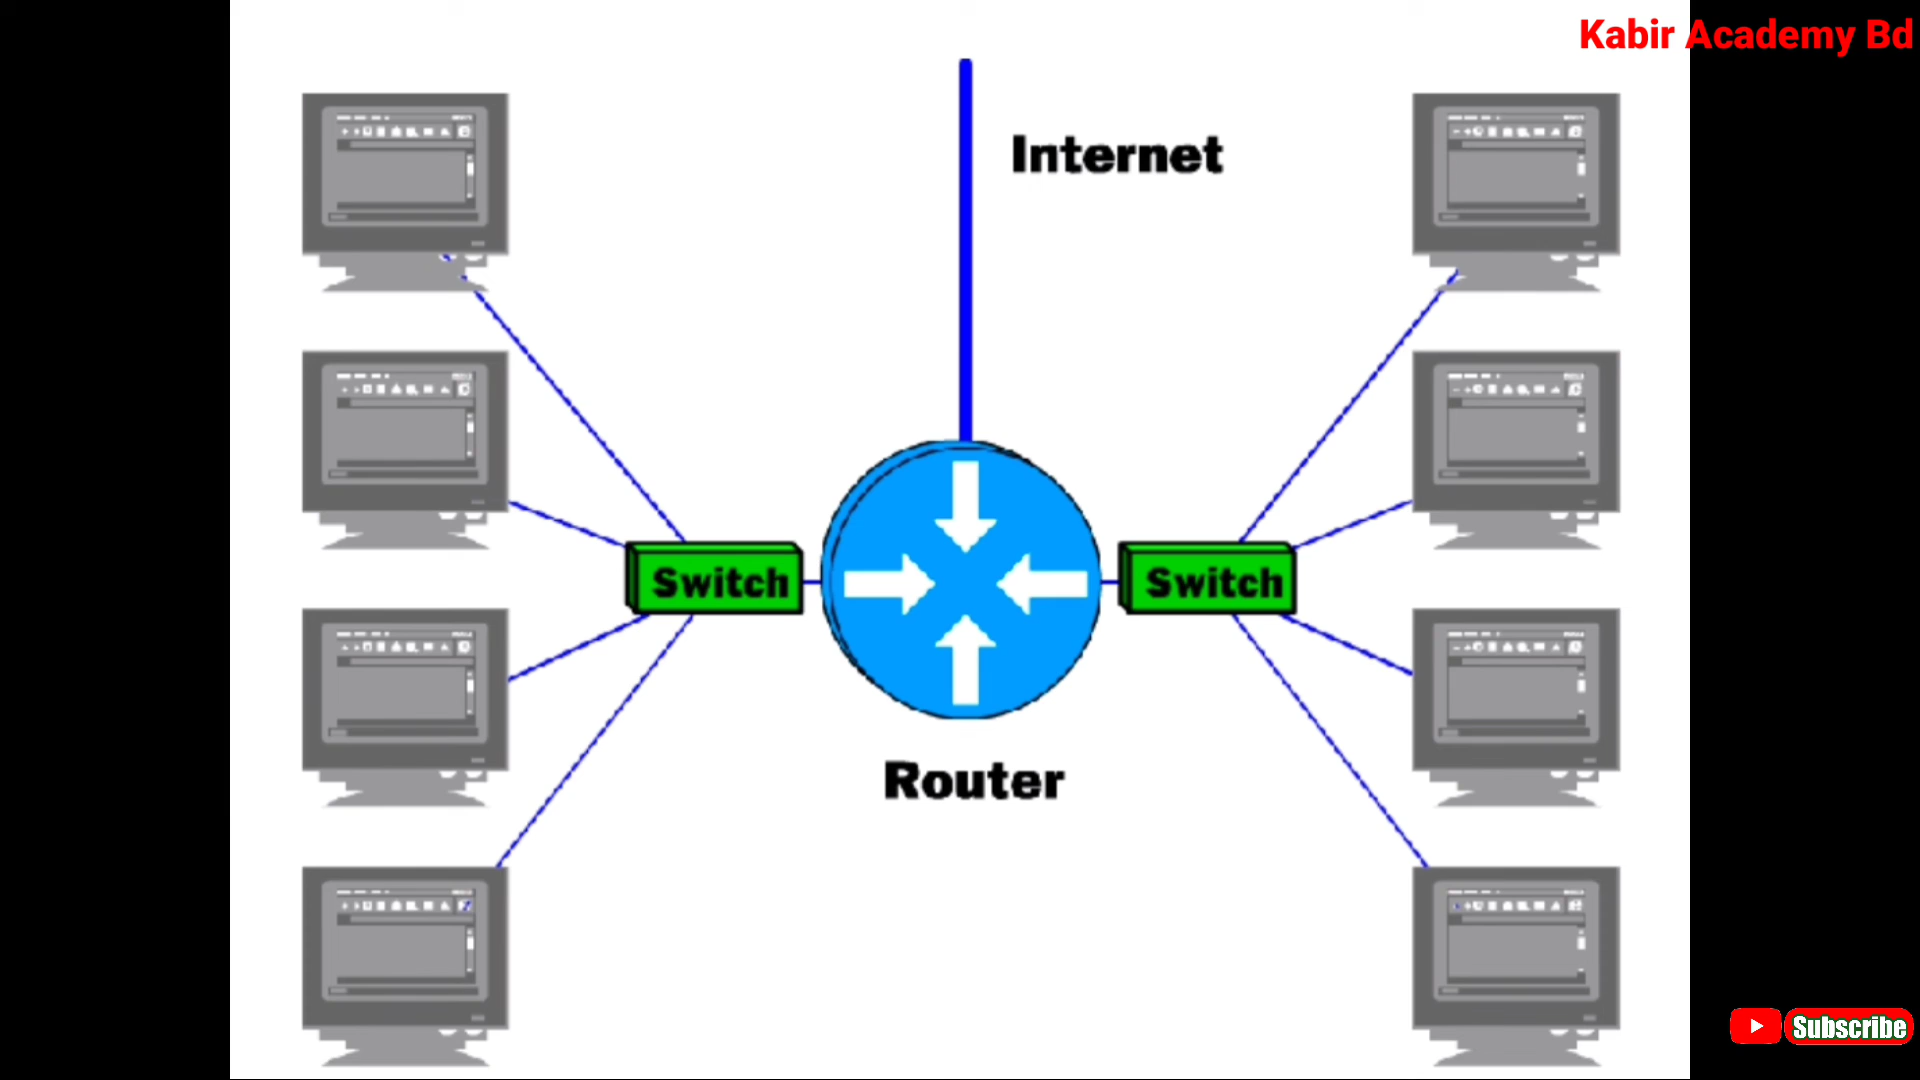 Kabir Academy Bd
Internet
Switch
Switch
Router
Subscribe